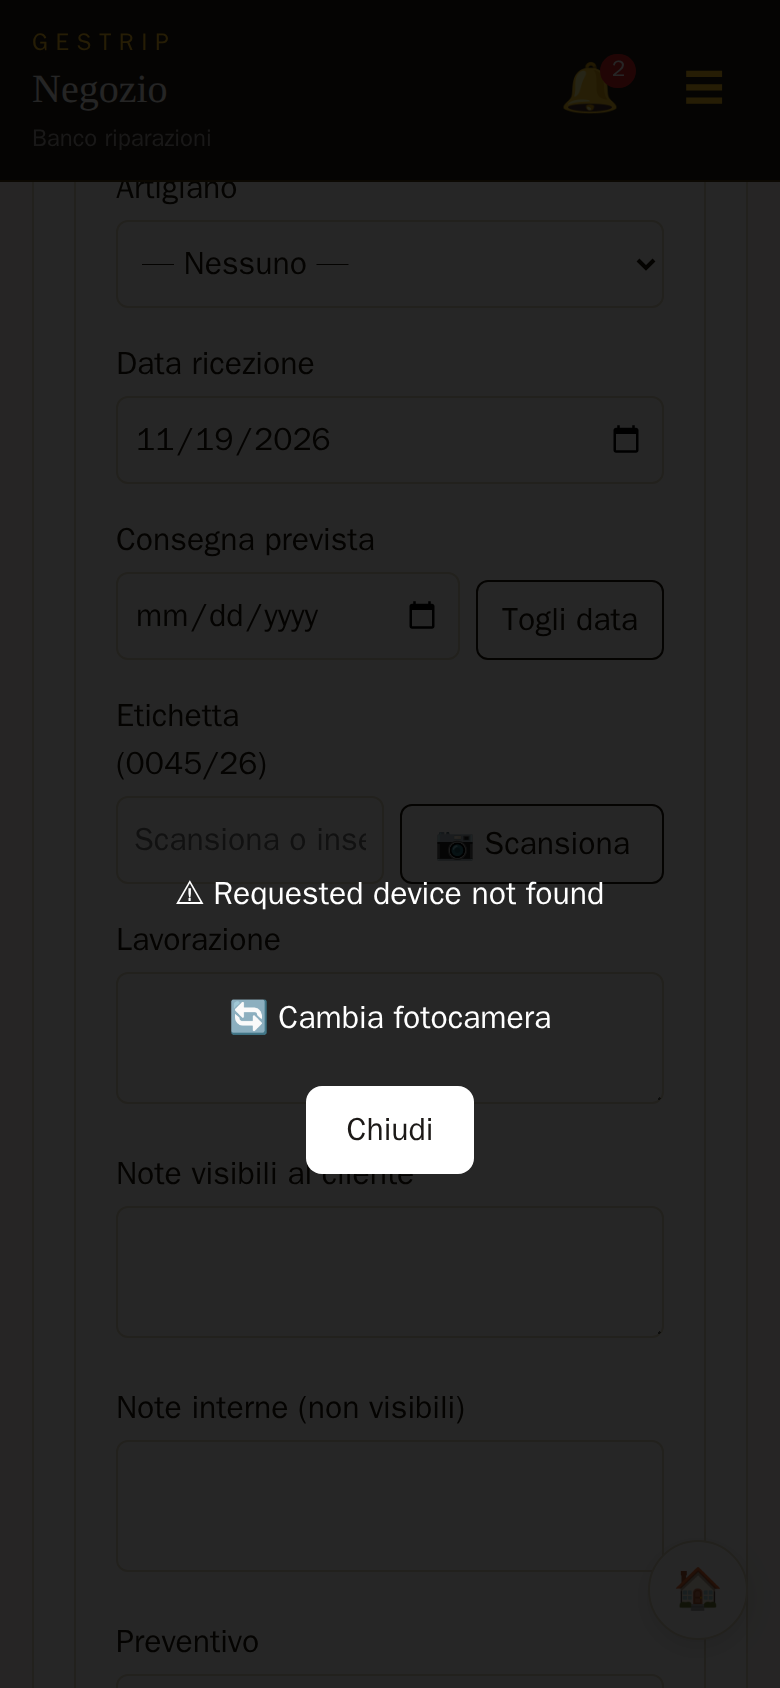 GESTRIP
Negozio
Banco riparazioni
2
Artigiano
— Nessuno —
Data ricezione
11/19/2026
Consegna prevista
mm/dd/yyyy
Togli data
Etichetta
(0045/26)
Scansiona o inse
Scansiona
⚠ Requested device not found
Lavorazione
🔄 Cambia fotocamera
Chiudi
Note visibili al cliente
Note interne (non visibili)
Preventivo